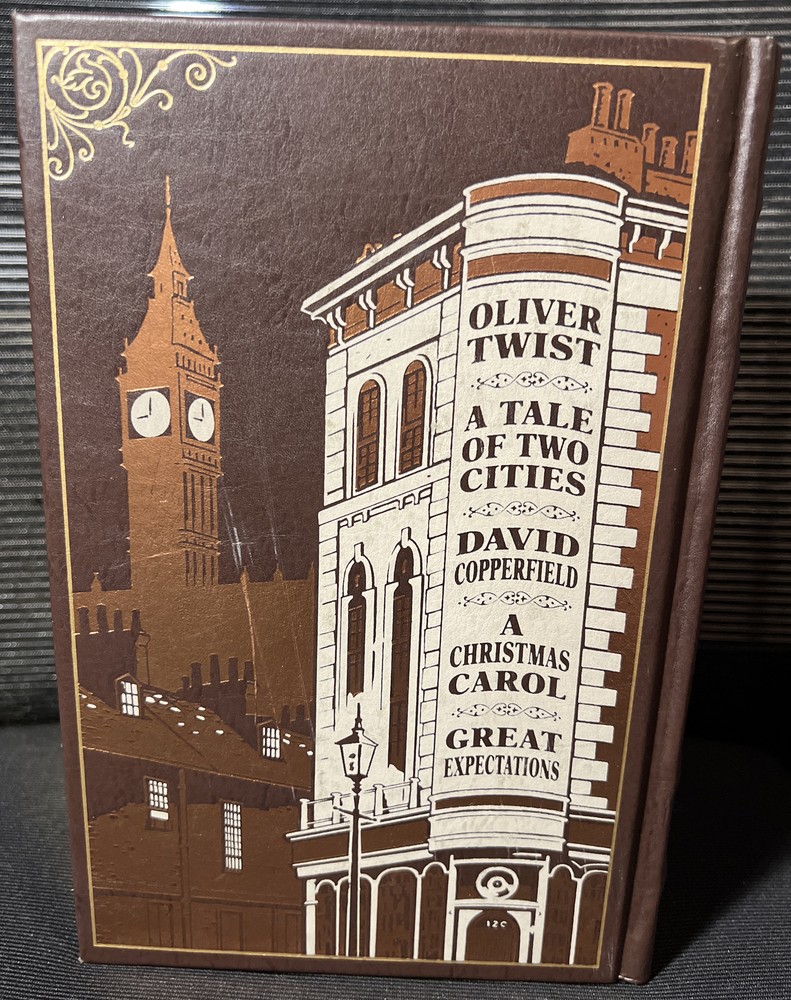 OLIVER
TWIST
A TALE
OF TWO
CITIES
DAVID
COPPERFIELD
A
CHRISTMAS
CAROL
GREAT
EXPECTATIONS